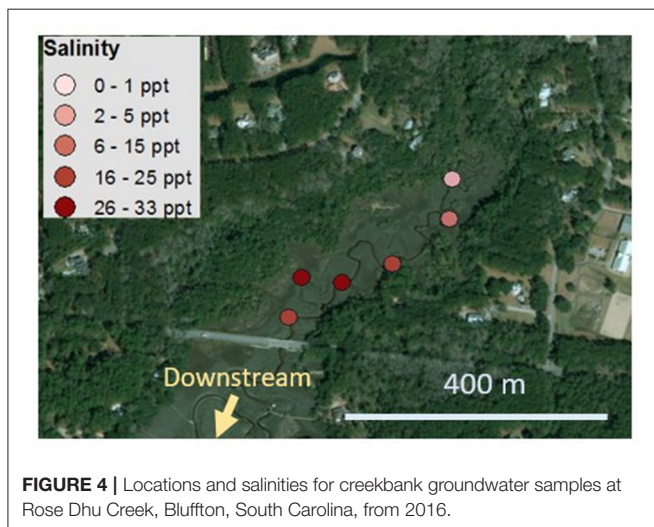 Salinity
0 - 1 ppt
2 - 5 ppt
6 - 15 ppt
16 - 25 ppt
26 - 33 ppt
Downstream
400 m
FIGURE 4 | Locations and salinities for creekbank groundwater samples at
Rose Dhu Creek, Bluffton, South Carolina, from 2016.